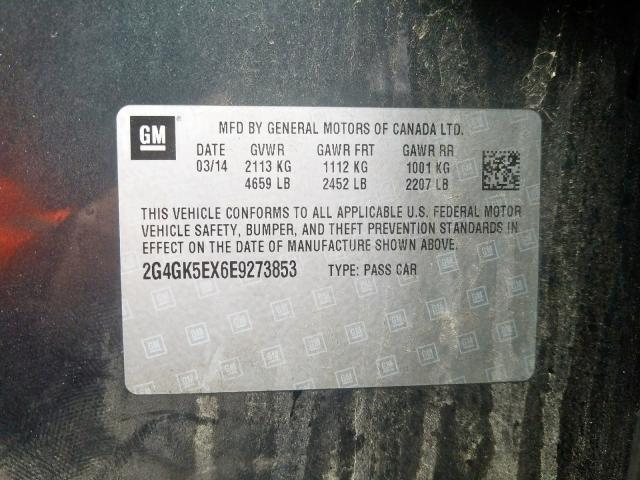 GM ® MFD BY GENERAL MOTORS OF CANADA LTD.
DATE GVWR GAWR FRT GAWR RR
03/14 2113 KG 1112 KG 1001 KG
4659 LB 2452 LB 2207 LB
THIS VEHICLE CONFORMS TO ALL APPLICABLE U.S. FEDERAL MOTOR
VEHICLE SAFETY, BUMPER, AND THEFT PREVENTION STANDARDS IN
EFFECT ON THE DATE OF MANUFACTURE SHOWN ABOVE.
2G4GK5EX6E9273853 TYPE: PASS CAR